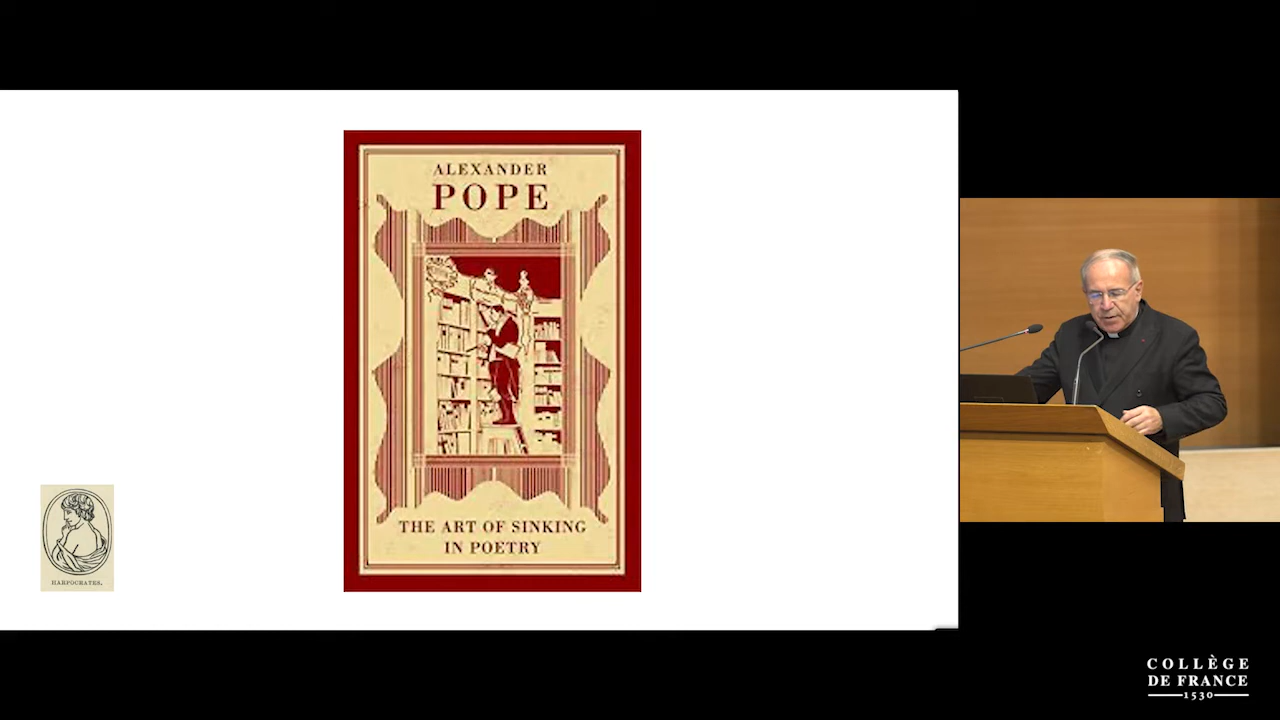 ALEXANDER
POPE
THE ART OF SINKING
IN POETRY
HARPOCRATES.
COLLÈGE
DE FRANCE
1530